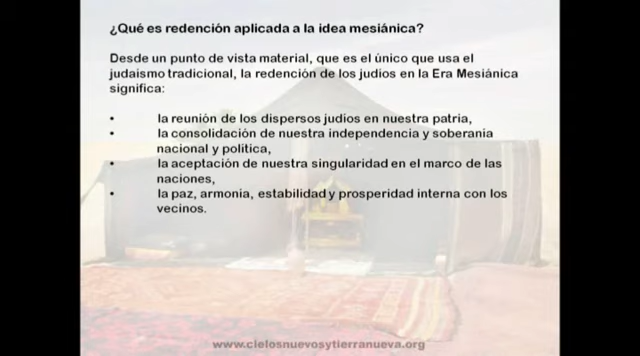 ¿Qué es redención aplicada a la idea mesiánica?
Desde un punto de vista material, que es el único que usa el
judaismo tradicional, la redención de los judios en la Era Mesiánica
significa:
• la reunión de los dispersos judios en nuestra patria,
• la consolidación de nuestra independencia y soberania
nacional y politica,
• la aceptación de nuestra singularidad en el marco de las
naciones,
• la paz, armonia, estabilidad y prosperidad interna con los
vecinos.
www.cielosnuevosytierranueva.org